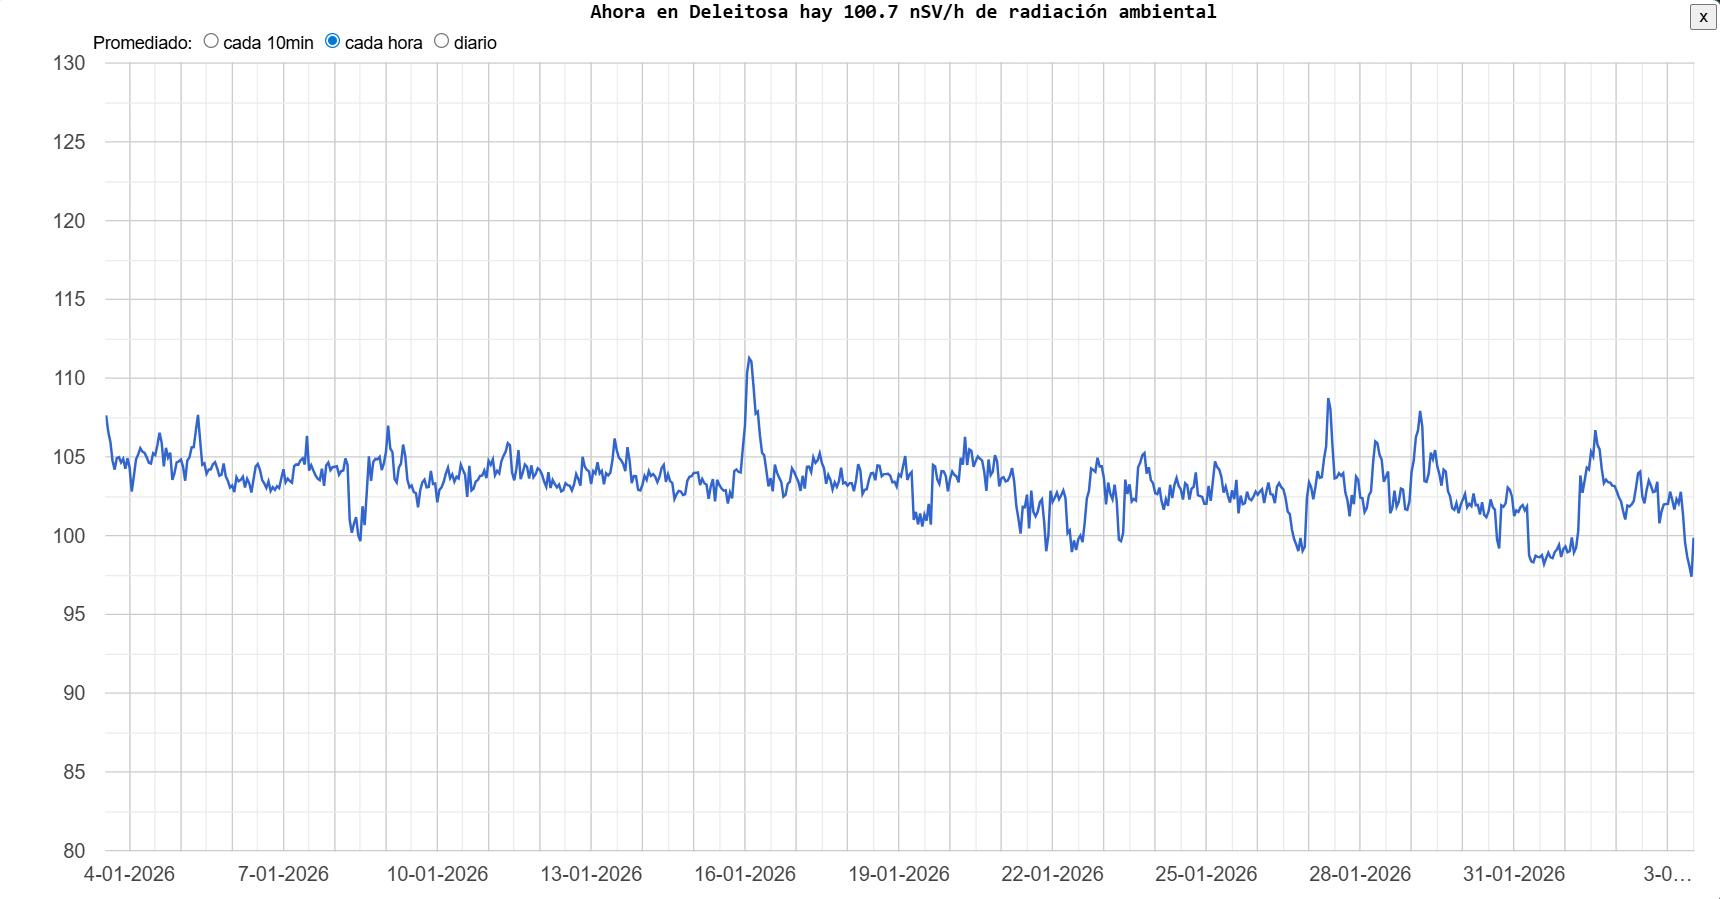 Ahora en Deleitosa hay 100.7 nSV/h de radiación ambiental
x
Promediado: cada 10min cada hora diario
130
125
120
115
110
105
100
95
90
85
80
4-01-2026 7-01-2026 10-01-2026 13-01-2026 16-01-2026 19-01-2026 22-01-2026 25-01-2026 28-01-2026 31-01-2026 3-0…